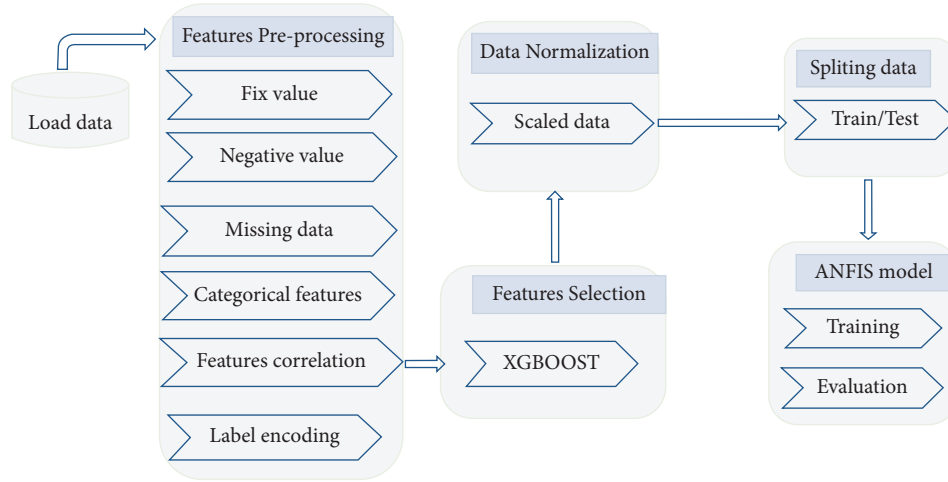 Load data
Features Pre-processing
Fix value
Negative value
Missing data
Categorical features
Features correlation
Label encoding
Features Selection
XGBOOST
Data Normalization
Scaled data
Spliting data
Train/Test
ANFIS model
Training
Evaluation